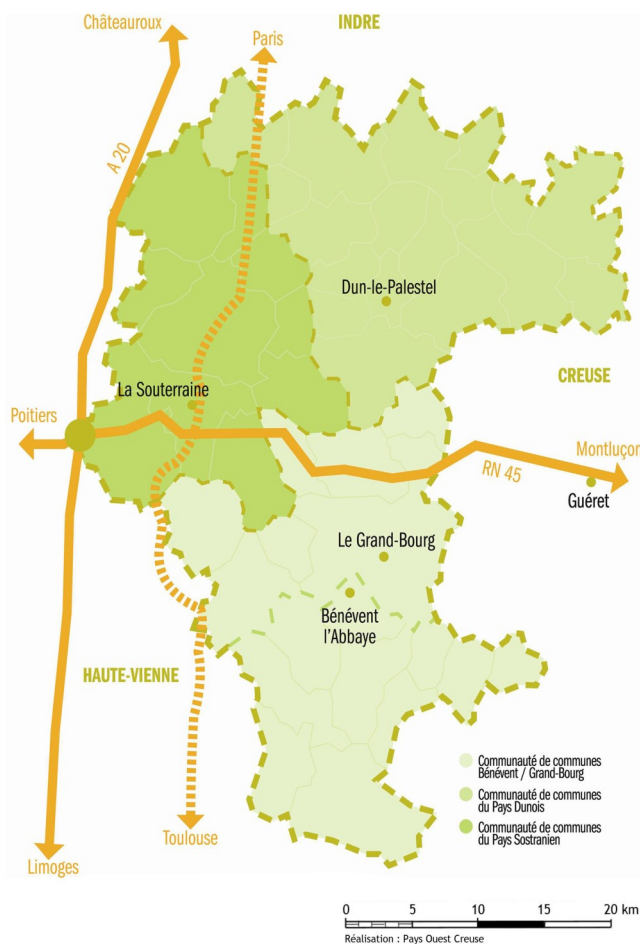 Châteauroux
INDRE
Paris
A 20
Dun-le-Palestel
CREUSE
La Souterraine
Poitiers
Montluçon
RN 45
Guéret
Le Grand-Bourg
Bénévent
l'Abbaye
HAUTE-VIENNE
Communauté de communes
Bénévent / Grand-Bourg
Communauté de communes
du Pays Dunois
Communauté de communes
du Pays Sostranien
Toulouse
Limoges
0 5 10 15 20 km
Réalisation : Pays Ouest Creuse